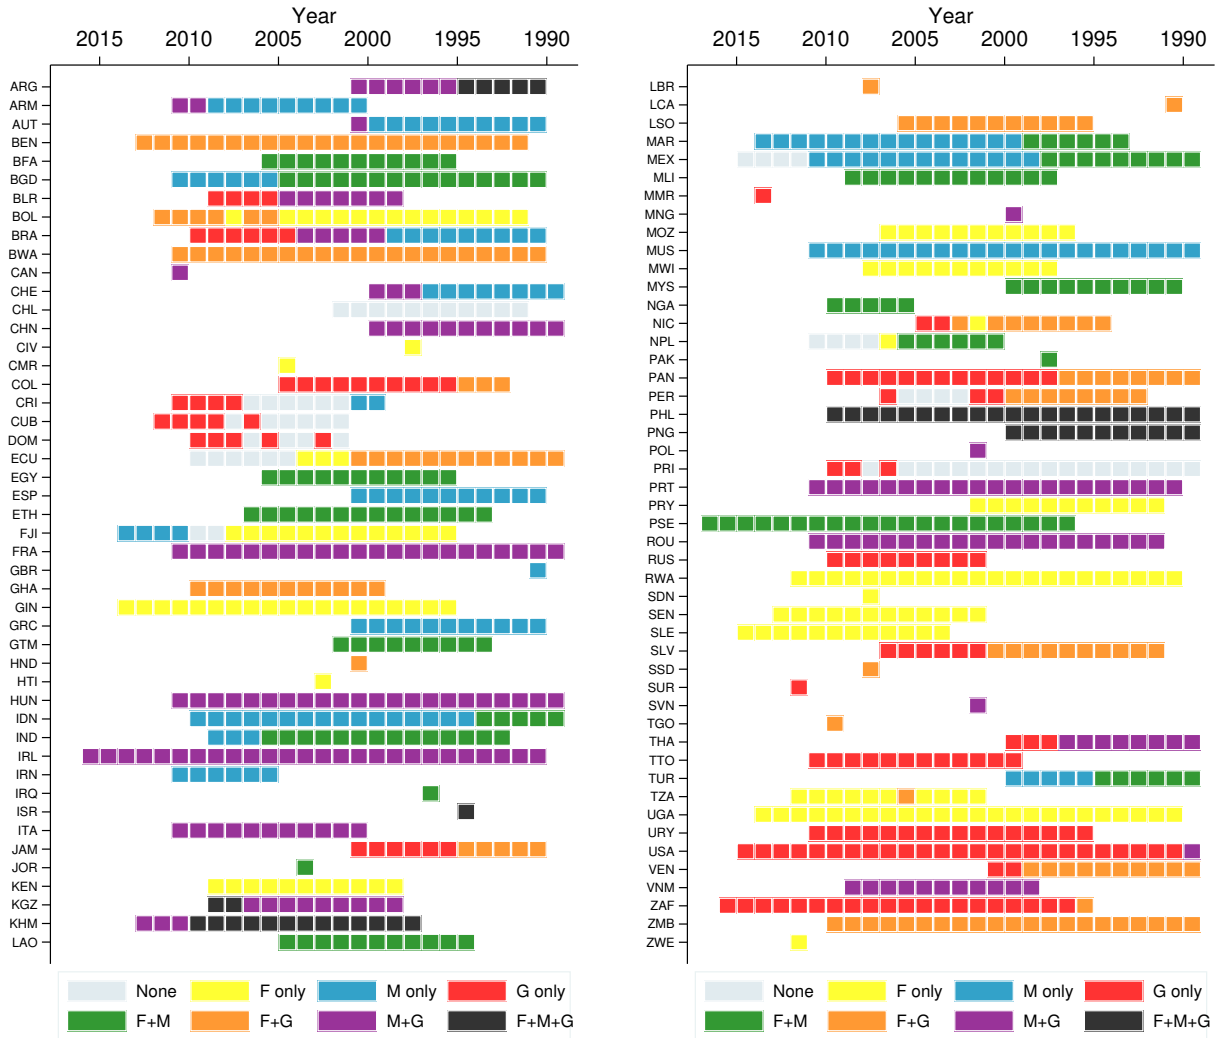 Year
2015 2010 2005 2000 1995 1990
ARG
ARM
AUT
BEN
BFA
BGD
BLR
BOL
BRA
BWA
CAN
CHE
CHL
CHN
CIV
CMR
COL
CRI
CUB
DOM
ECU
EGY
ESP
ETH
FJI
FRA
GBR
GHA
GIN
GRC
GTM
HND
HTI
HUN
IDN
IND
IRL
IRN
IRQ
ISR
ITA
JAM
JOR
KEN
KGZ
KHM
LAO
None F only M only G only
F+M F+G M+G F+M+G
Year
2015 2010 2005 2000 1995 1990
LBR
LCA
LSO
MAR
MEX
MLI
MMR
MNG
MOZ
MUS
MWI
MYS
NGA
NIC
NPL
PAK
PAN
PER
PHL
PNG
POL
PRI
PRT
PRY
PSE
ROU
RUS
RWA
SDN
SEN
SLE
SLV
SSD
SUR
SVN
TGO
THA
TTO
TUR
TZA
UGA
URY
USA
VEN
VNM
ZAF
ZMB
ZWE
None F only M only G only
F+M F+G M+G F+M+G